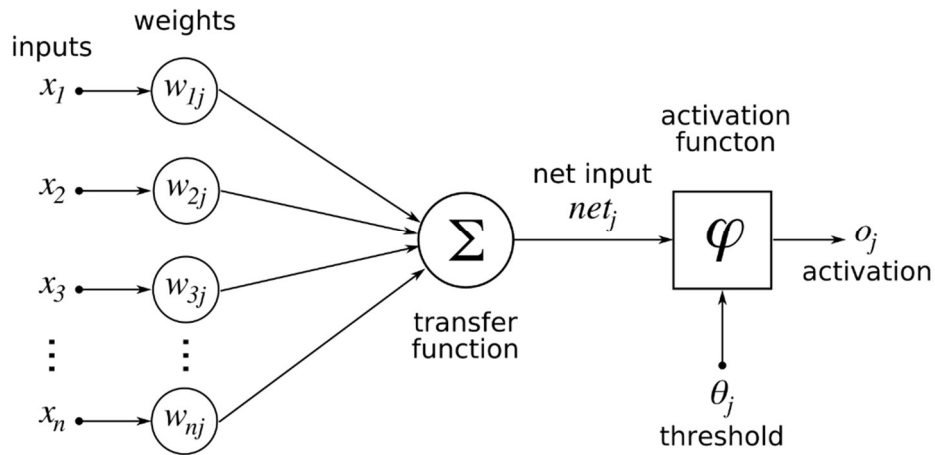 weights
inputs
x₁
w₁ⱼ
activation
functon
x₂
w₂ⱼ
net input
netⱼ
Σ
φ
oⱼ
activation
x₃
w₃ⱼ
transfer
function
⋮
⋮
θⱼ
threshold
xₙ
wₙⱼ